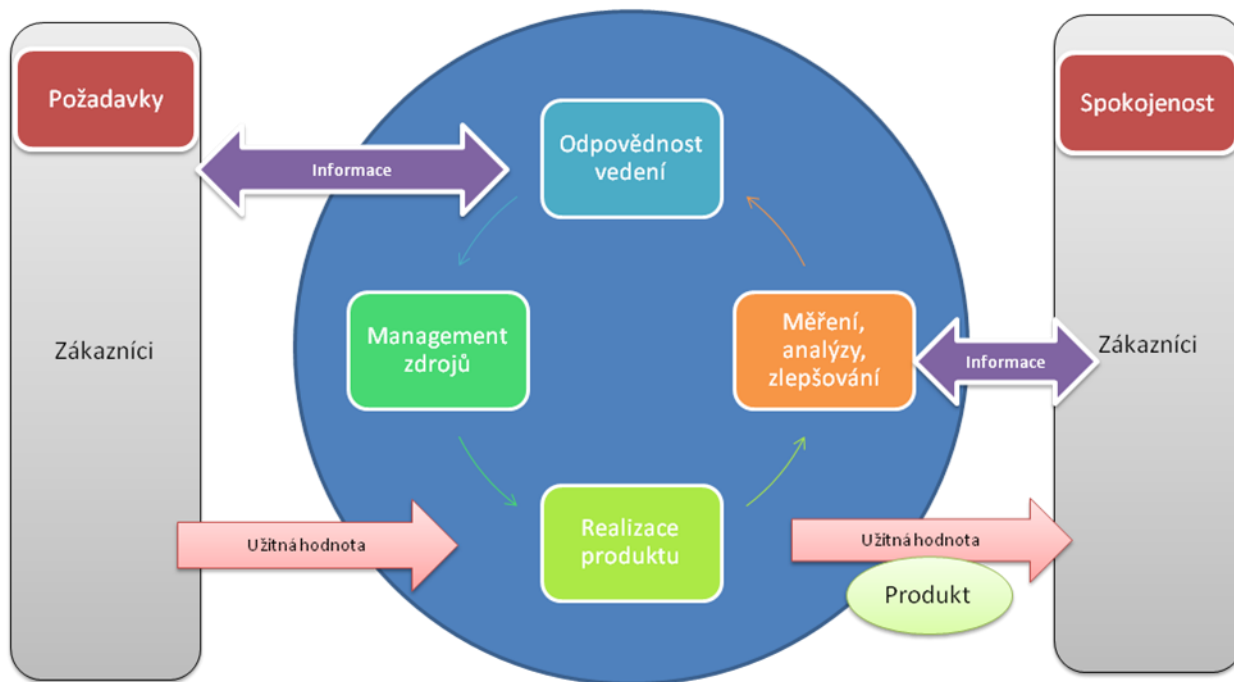 Požadavky
Spokojenost
Odpovědnost
vedení
Informace
Management
zdrojů
Měření,
analýzy,
zlepšování
Zákazníci
Informace
Zákazníci
Užitná hodnota
Realizace
produktu
Užitná hodnota
Produkt